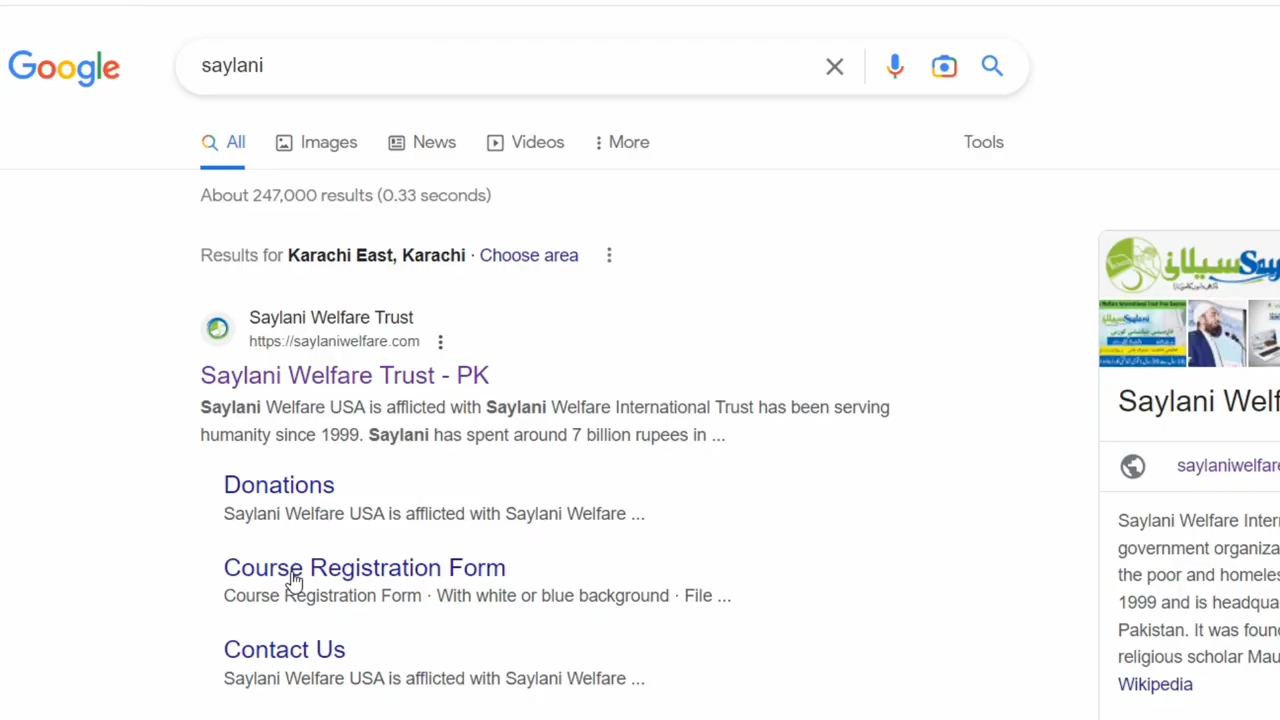 Google
saylani
All
Images
News
Videos
More
Tools
About 247,000 results (0.33 seconds)
Results for Karachi East, Karachi · Choose area
Saylani Welfare Trust
https://saylaniwelfare.com
Saylani Welfare Trust - PK
Saylani Welfare USA is afflicted with Saylani Welfare International Trust has been serving
humanity since 1999. Saylani has spent around 7 billion rupees in ...
Donations
Saylani Welfare USA is afflicted with Saylani Welfare ...
Course Registration Form
Course Registration Form · With white or blue background · File ...
Contact Us
Saylani Welfare USA is afflicted with Saylani Welfare ...
سیلانی Say
Saylani
Saylani Welf
saylaniwelfare
Saylani Welfare Inter
government organiza
the poor and homeles
1999 and is headqua
Pakistan. It was foun
religious scholar Mau
Wikipedia